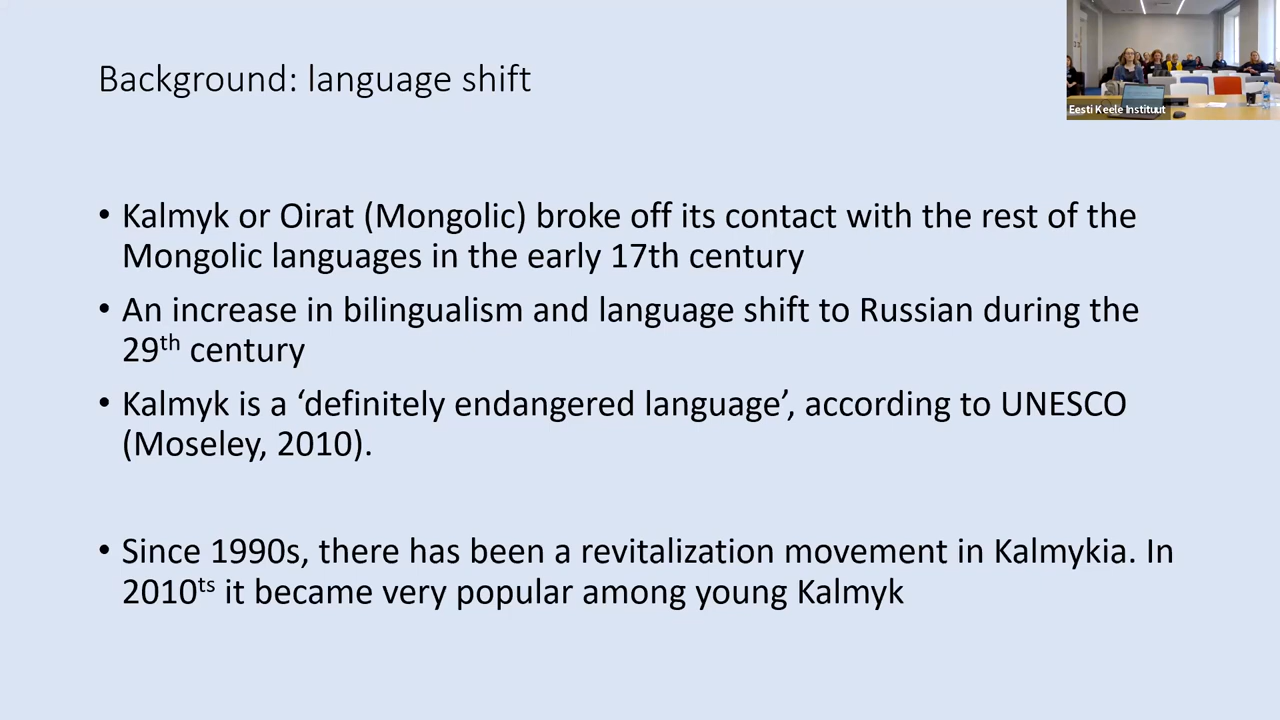 Background: language shift
Eesti Keele Instituut
• Kalmyk or Oirat (Mongolic) broke off its contact with the rest of the
Mongolic languages in the early 17th century
• An increase in bilingualism and language shift to Russian during the
29th century
• Kalmyk is a ‘definitely endangered language’, according to UNESCO
(Moseley, 2010).
• Since 1990s, there has been a revitalization movement in Kalmykia. In
2010ts it became very popular among young Kalmyk